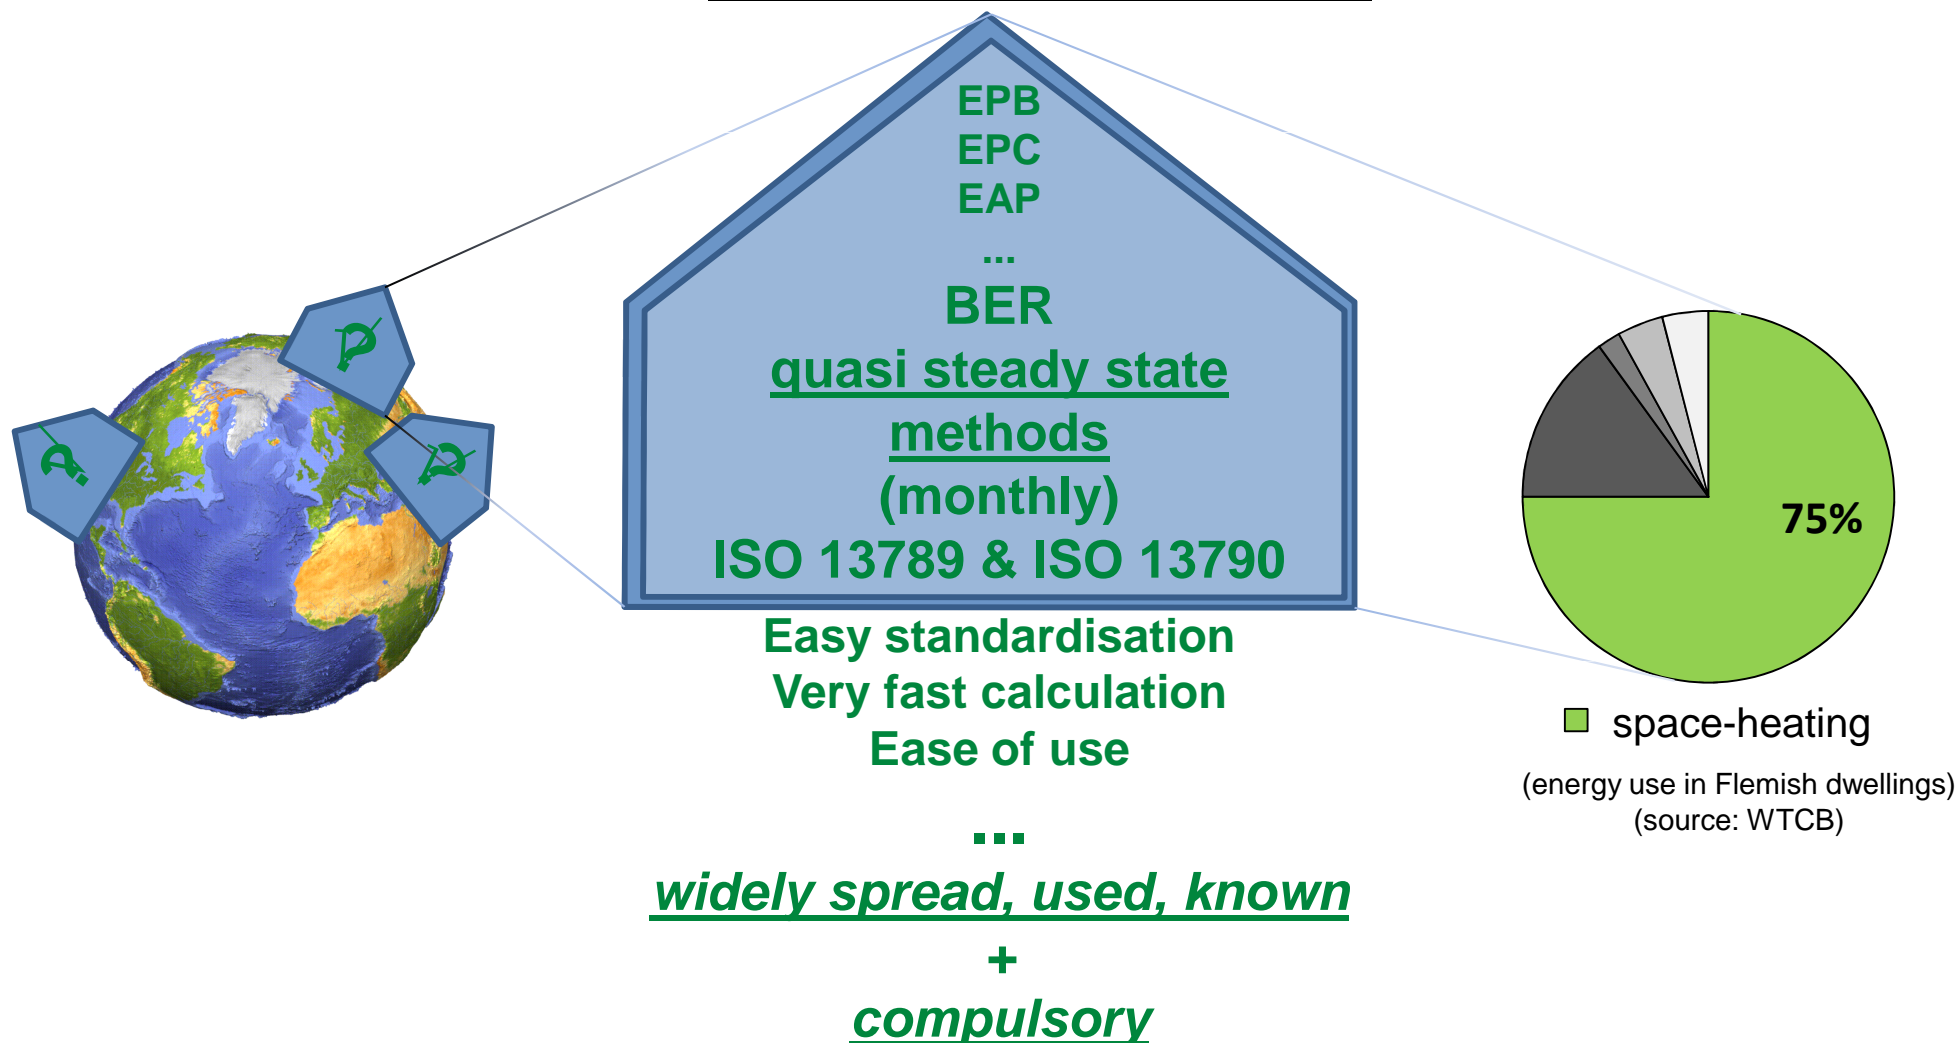 EPB
EPC
EAP
...
BER
quasi steady state
methods
(monthly)
ISO 13789 & ISO 13790
Easy standardisation
Very fast calculation
Ease of use
...
widely spread, used, known
+
compulsory
?
?
?
75%
space-heating
(energy use in Flemish dwellings)
(source: WTCB)